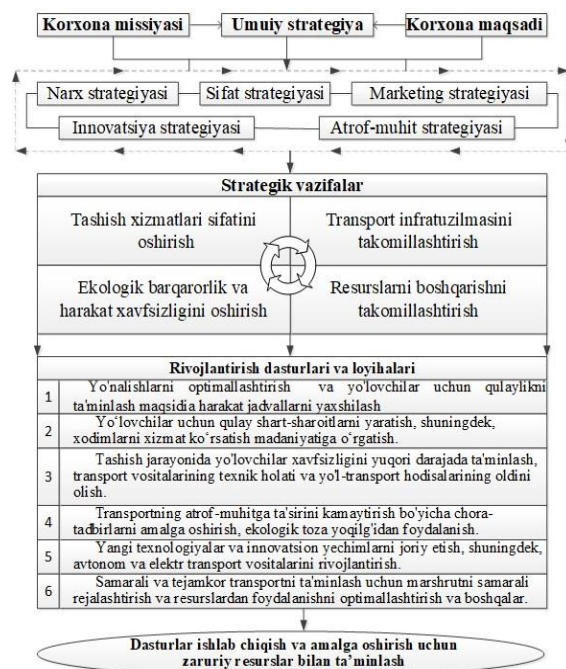 Korxona missiyasi Umuiy strategiya Korxona maqsadi
Narx strategiyasi Sifat strategiyasi Marketing strategiyasi
Innovatsiya strategiyasi Atrof-muhit strategiyasi
Strategik vazifalar
Tashish xizmatlari sifatini
oshirish
Transport infratuzilmasini
takomillashtirish
Ekologik barqarorlik va
harakat xavfsizligini oshirish
Resurslarni boshqarishni
takomillashtirish
Rivojlantirish dasturlari va loyihalari
1 Yo'nalishlarni optimallashtirish va yo'lovchilar uchun qulaylikni
ta'minlash maqsidia harakat jadvallarni yaxshilash
2 Yoʻlovchilar uchun qulay shart-sharoitlarni yaratish, shuningdek,
xodimlarni xizmat koʻrsatish madaniyatiga oʻrgatish.
3 Tashish jarayonida yo'lovchilar xavfsizligini yuqori darajada ta'minlash,
transport vositalarining texnik holati va yo'l-transport hodisalarining oldini
olish.
4 Transportning atrof-muhitga ta'sirini kamaytirish bo'yicha chora-
tadbirlarni amalga oshirish, ekologik toza yoqilg'idan foydalanish.
5 Yangi texnologiyalar va innovatsion yechimlarni joriy etish, shuningdek,
avtonom va elektr transport vositalarini rivojlantirish.
6 Samarali va tejamkor transportni ta'minlash uchun marshrutni samarali
rejalashtirish va resurslardan foydalanishni optimallashtirish va boshqalar.
Dasturlar ishlab chiqish va amalga oshirish uchun
zaruriy resurslar bilan ta'minlash